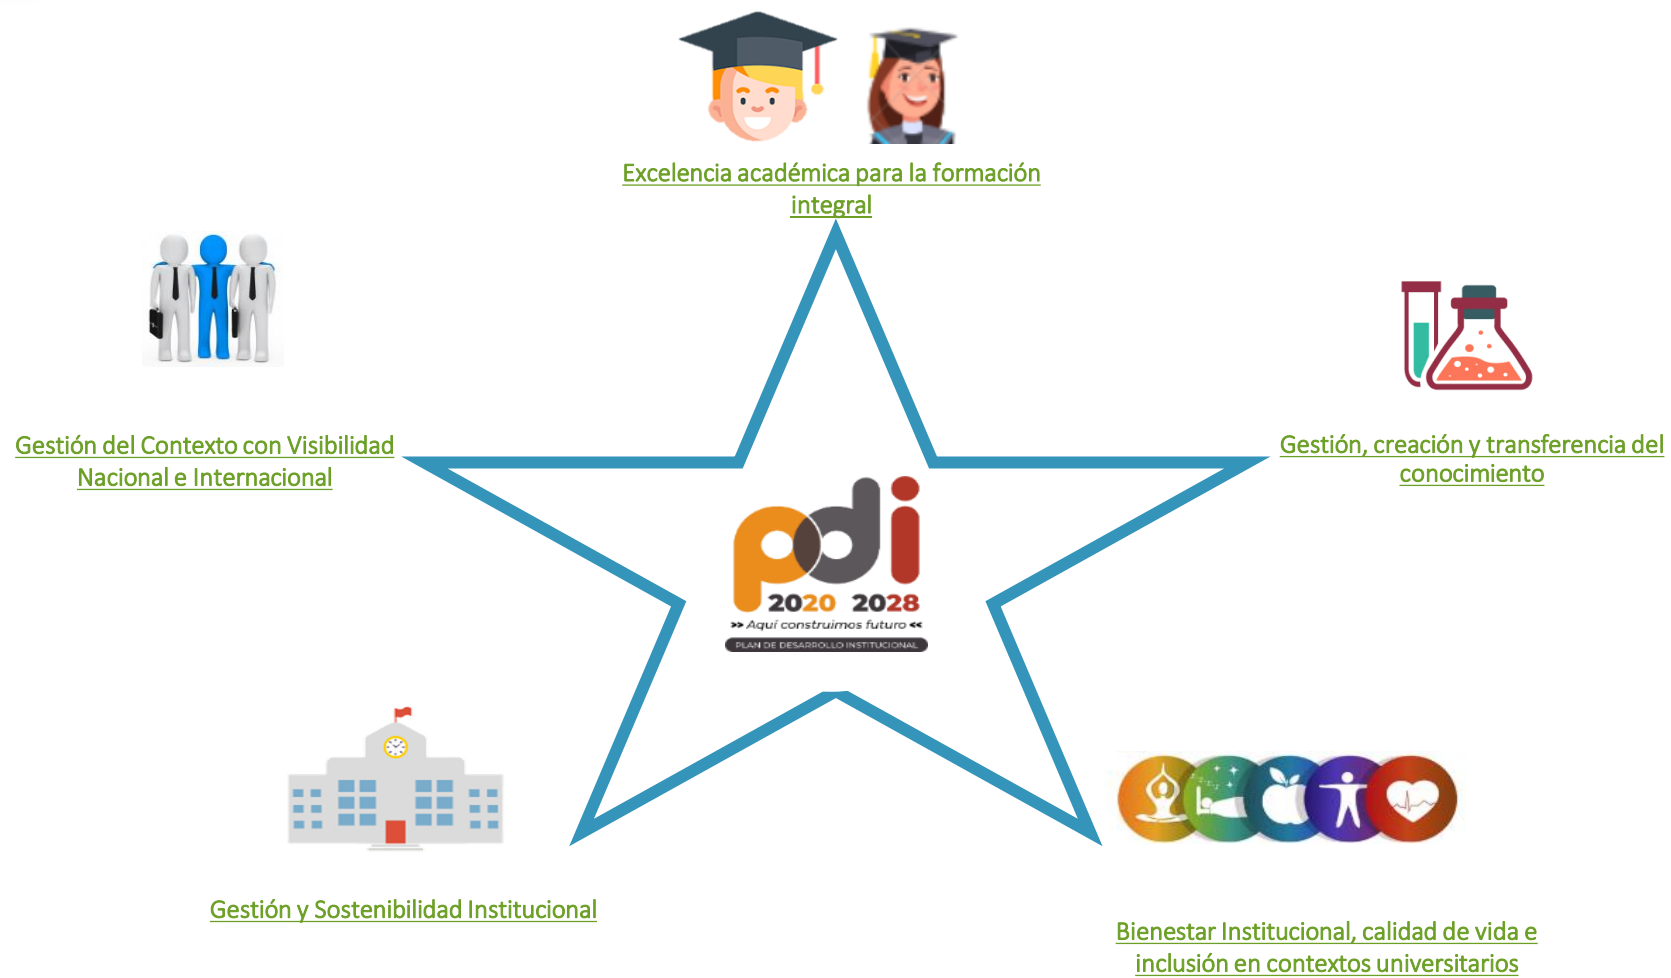 Excelencia académica para la formación
integral
Gestión del Contexto con Visibilidad
Nacional e Internacional
Gestión, creación y transferencia del
conocimiento
pdi
2020 2028
>> Aquí construimos futuro <<
PLAN DE DESARROLLO INSTITUCIONAL
Gestión y Sostenibilidad Institucional
Bienestar Institucional, calidad de vida e
inclusión en contextos universitarios